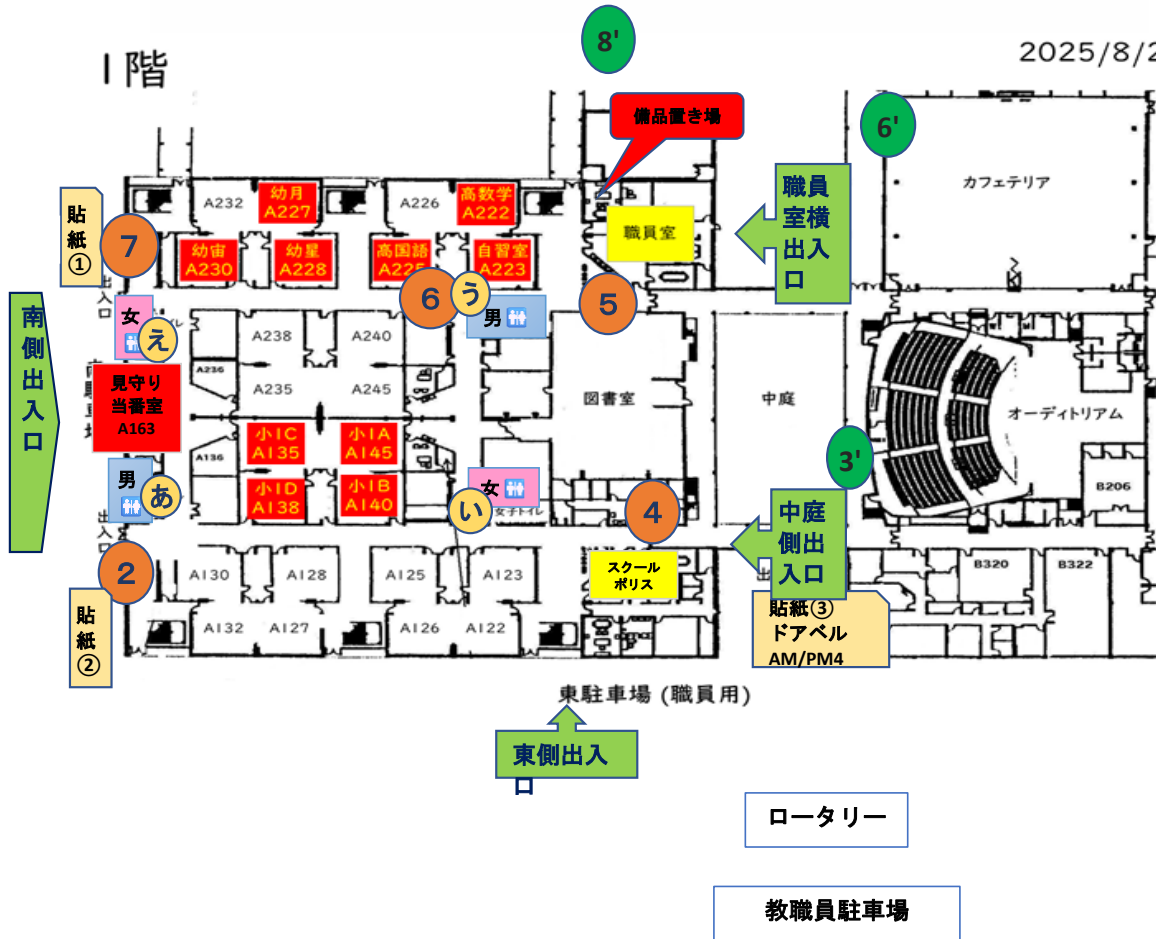 1階
8'
2025/8/2
備品置き場
6'
カフェテリア
貼
紙
①
7
A232
幼月
A227
A226
高数学
A222
職員
室横
出入
口
職員室
幼宙
A230
幼星
A228
高国語
A225
自習室
A223
出入口
南
側
出
入
口
女
え
6
う
男
5
A238
A240
A236
A235
A245
図書室
中庭
オーディトリアム
見守り
当番室
A163
小1C
A135
小1A
A145
A136
3'
男
あ
小1D
A138
小1B
A140
女
い
女子トイレ
4
B206
中庭
側出
入口
出入口
2
A130
A128
A125
A123
スクール
ポリス
B320
B322
貼
紙
②
A132
A127
A126
A122
貼紙③
ドアベル
AM/PM4
東駐車場 (職員用)
東側出入
口
ロータリー
教職員駐車場